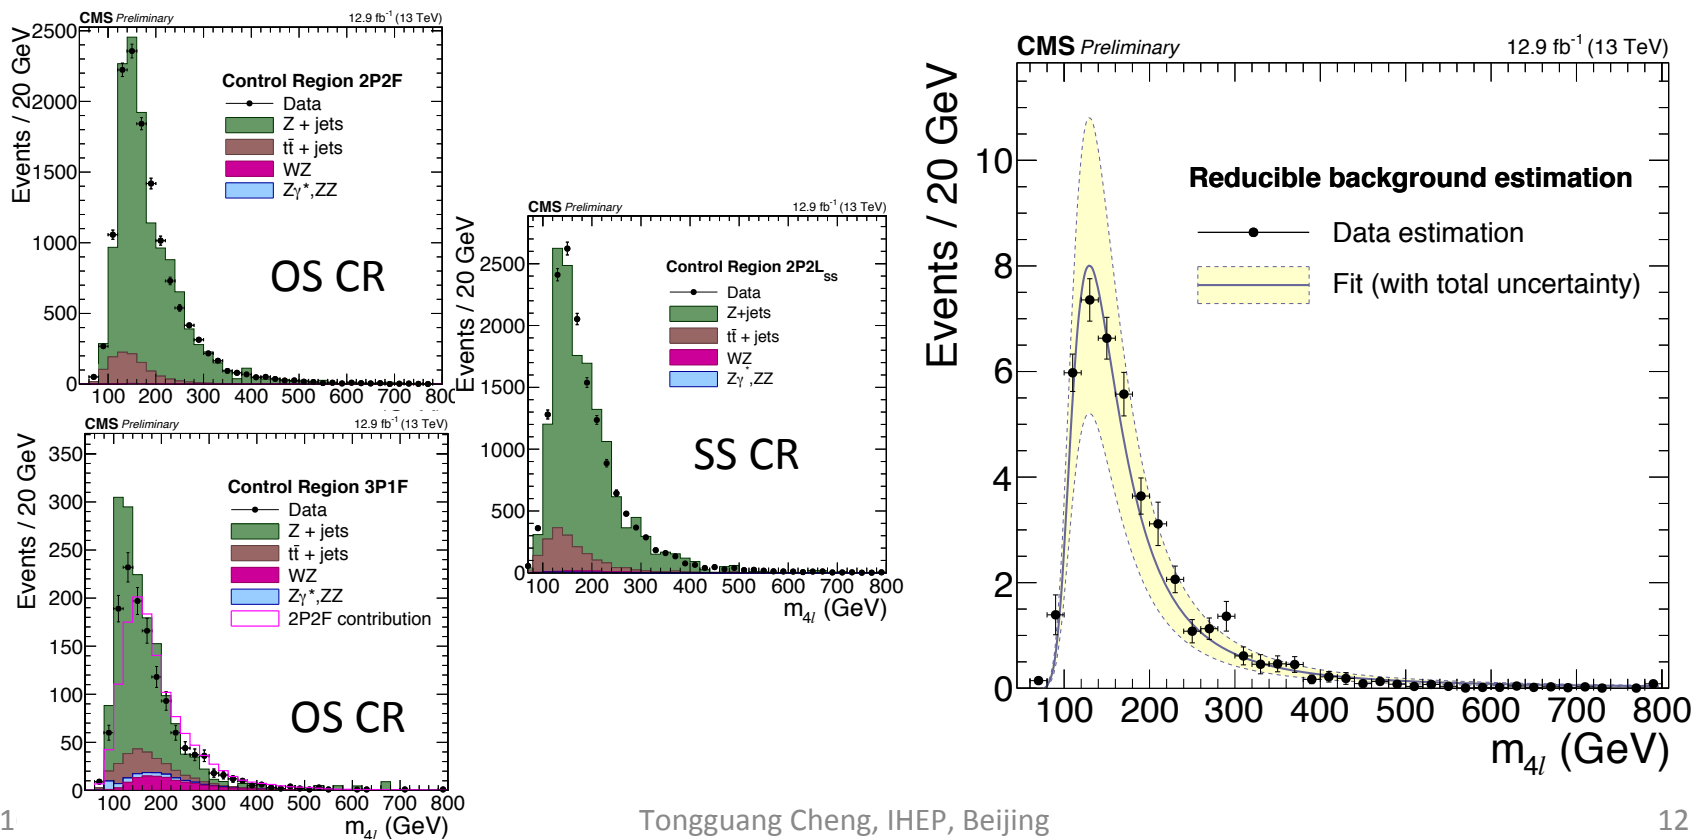 CMS Preliminary 12.9 fb-1 (13 TeV)
Events / 20 GeV
2500
2000
1500
1000
500
0
Control Region 2P2F
Data
Z + jets
tt̄ + jets
WZ
Zγ*,ZZ
OS CR
100 200 300 400 500 600 700 800
CMS Preliminary 12.9 fb-1 (13 TeV)
Events / 20 GeV
350
300
250
200
150
100
50
0
Control Region 3P1F
Data
Z + jets
tt̄ + jets
WZ
Zγ*,ZZ
2P2F contribution
OS CR
100 200 300 400 500 600 700 800
m4l (GeV)
CMS Preliminary 12.9 fb-1 (13 TeV)
Events / 20 GeV
2500
2000
1500
1000
500
0
Control Region 2P2Lss
Data
Z+jets
tt̄ + jets
WZ
Zγ*,ZZ
SS CR
100 200 300 400 500 600 700 800
m4l (GeV)
CMS Preliminary 12.9 fb-1 (13 TeV)
Events / 20 GeV
10
8
6
4
2
0
Reducible background estimation
Data estimation
Fit (with total uncertainty)
100 200 300 400 500 600 700 800
m4l (GeV)
1
Tongguang Cheng, IHEP, Beijing
12